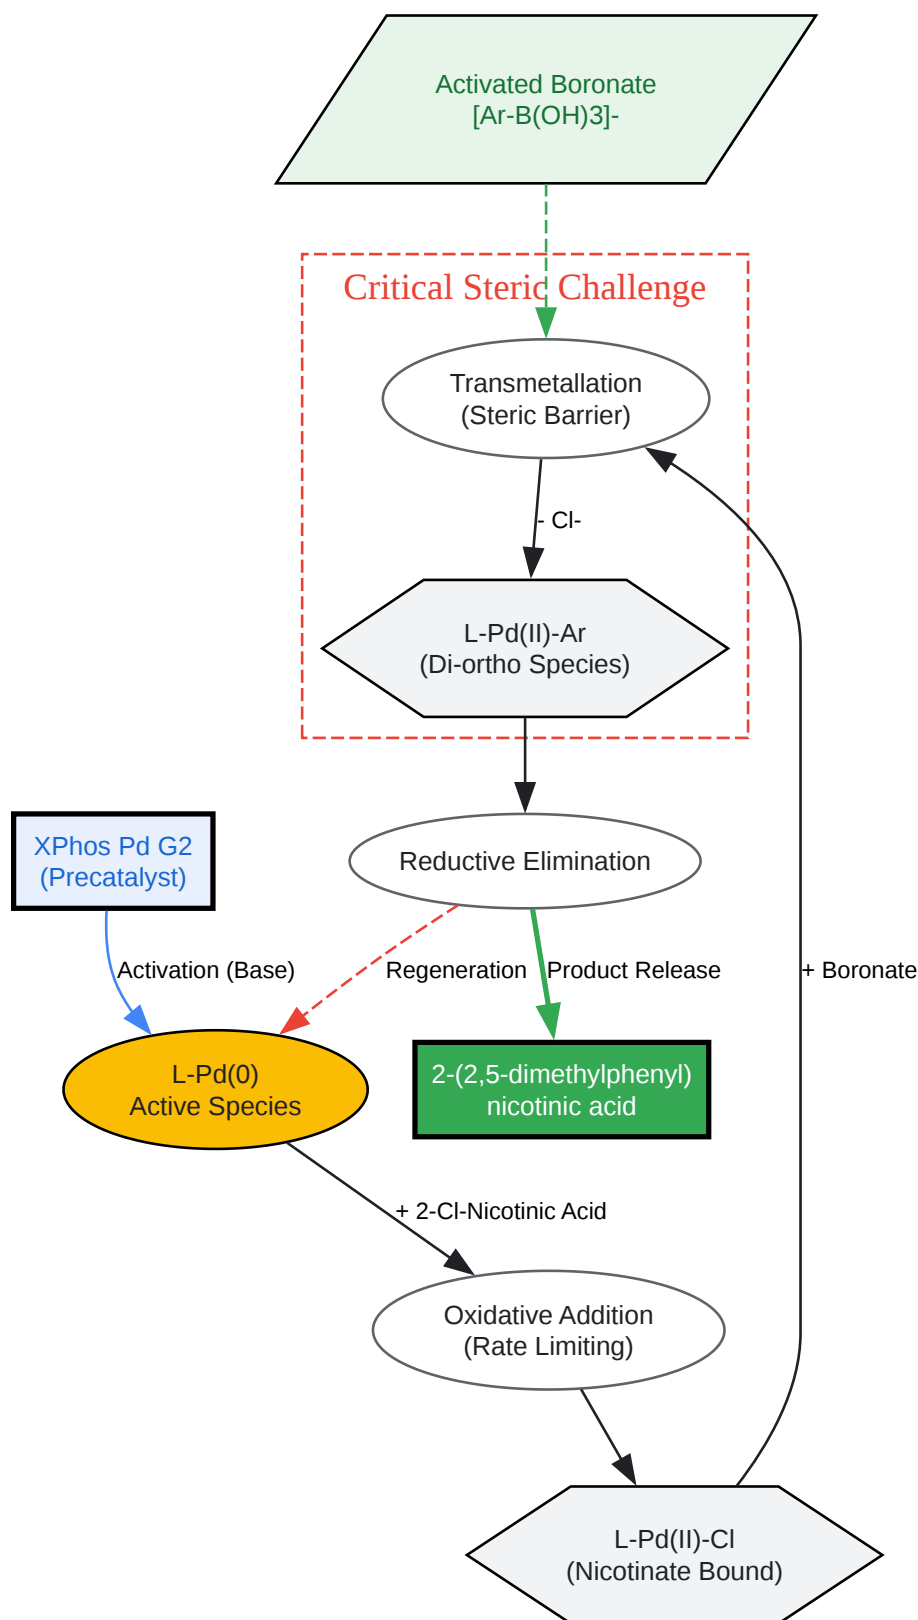 Activated Boronate
[Ar-B(OH)3]-
Critical Steric Challenge
Transmetallation
(Steric Barrier)
- Cl-
L-Pd(II)-Ar
(Di-ortho Species)
Reductive Elimination
XPhos Pd G2
(Precatalyst)
Activation (Base)
Regeneration
Product Release
+ Boronate
L-Pd(0)
Active Species
2-(2,5-dimethylphenyl)
nicotinic acid
+ 2-Cl-Nicotinic Acid
Oxidative Addition
(Rate Limiting)
L-Pd(II)-Cl
(Nicotinate Bound)